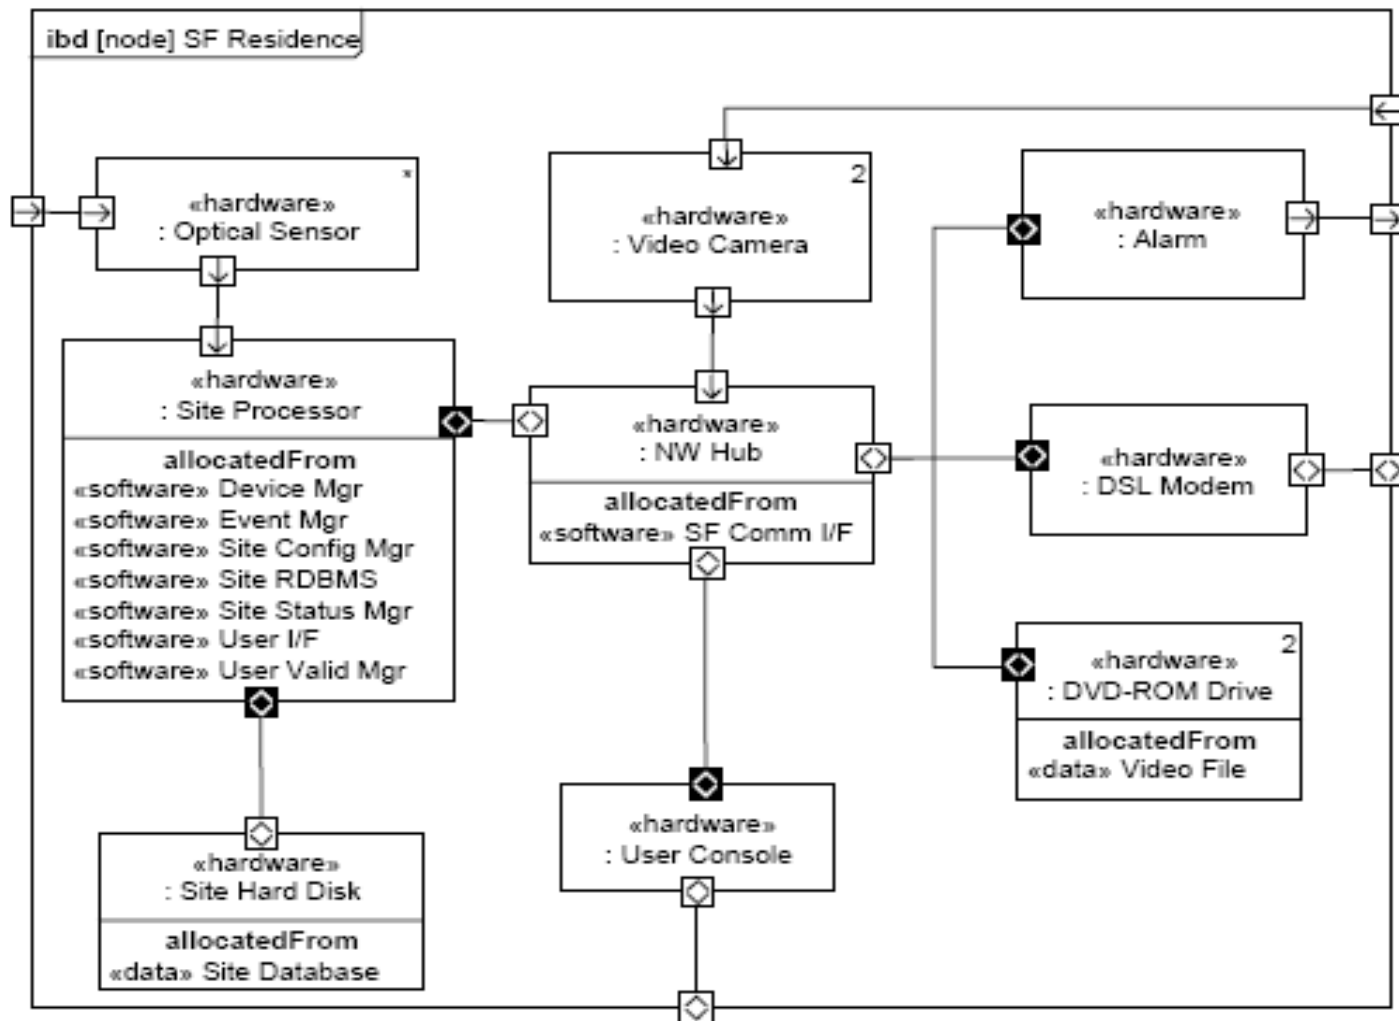 ibd [node] SF Residence
*
«hardware»
: Optical Sensor
2
«hardware»
: Video Camera
«hardware»
: Alarm
«hardware»
: Site Processor
allocatedFrom
«software» Device Mgr
«software» Event Mgr
«software» Site Config Mgr
«software» Site RDBMS
«software» Site Status Mgr
«software» User I/F
«software» User Valid Mgr
«hardware»
: NW Hub
allocatedFrom
«software» SF Comm I/F
«hardware»
: DSL Modem
2
«hardware»
: DVD-ROM Drive
allocatedFrom
«data» Video File
«hardware»
: User Console
«hardware»
: Site Hard Disk
allocatedFrom
«data» Site Database